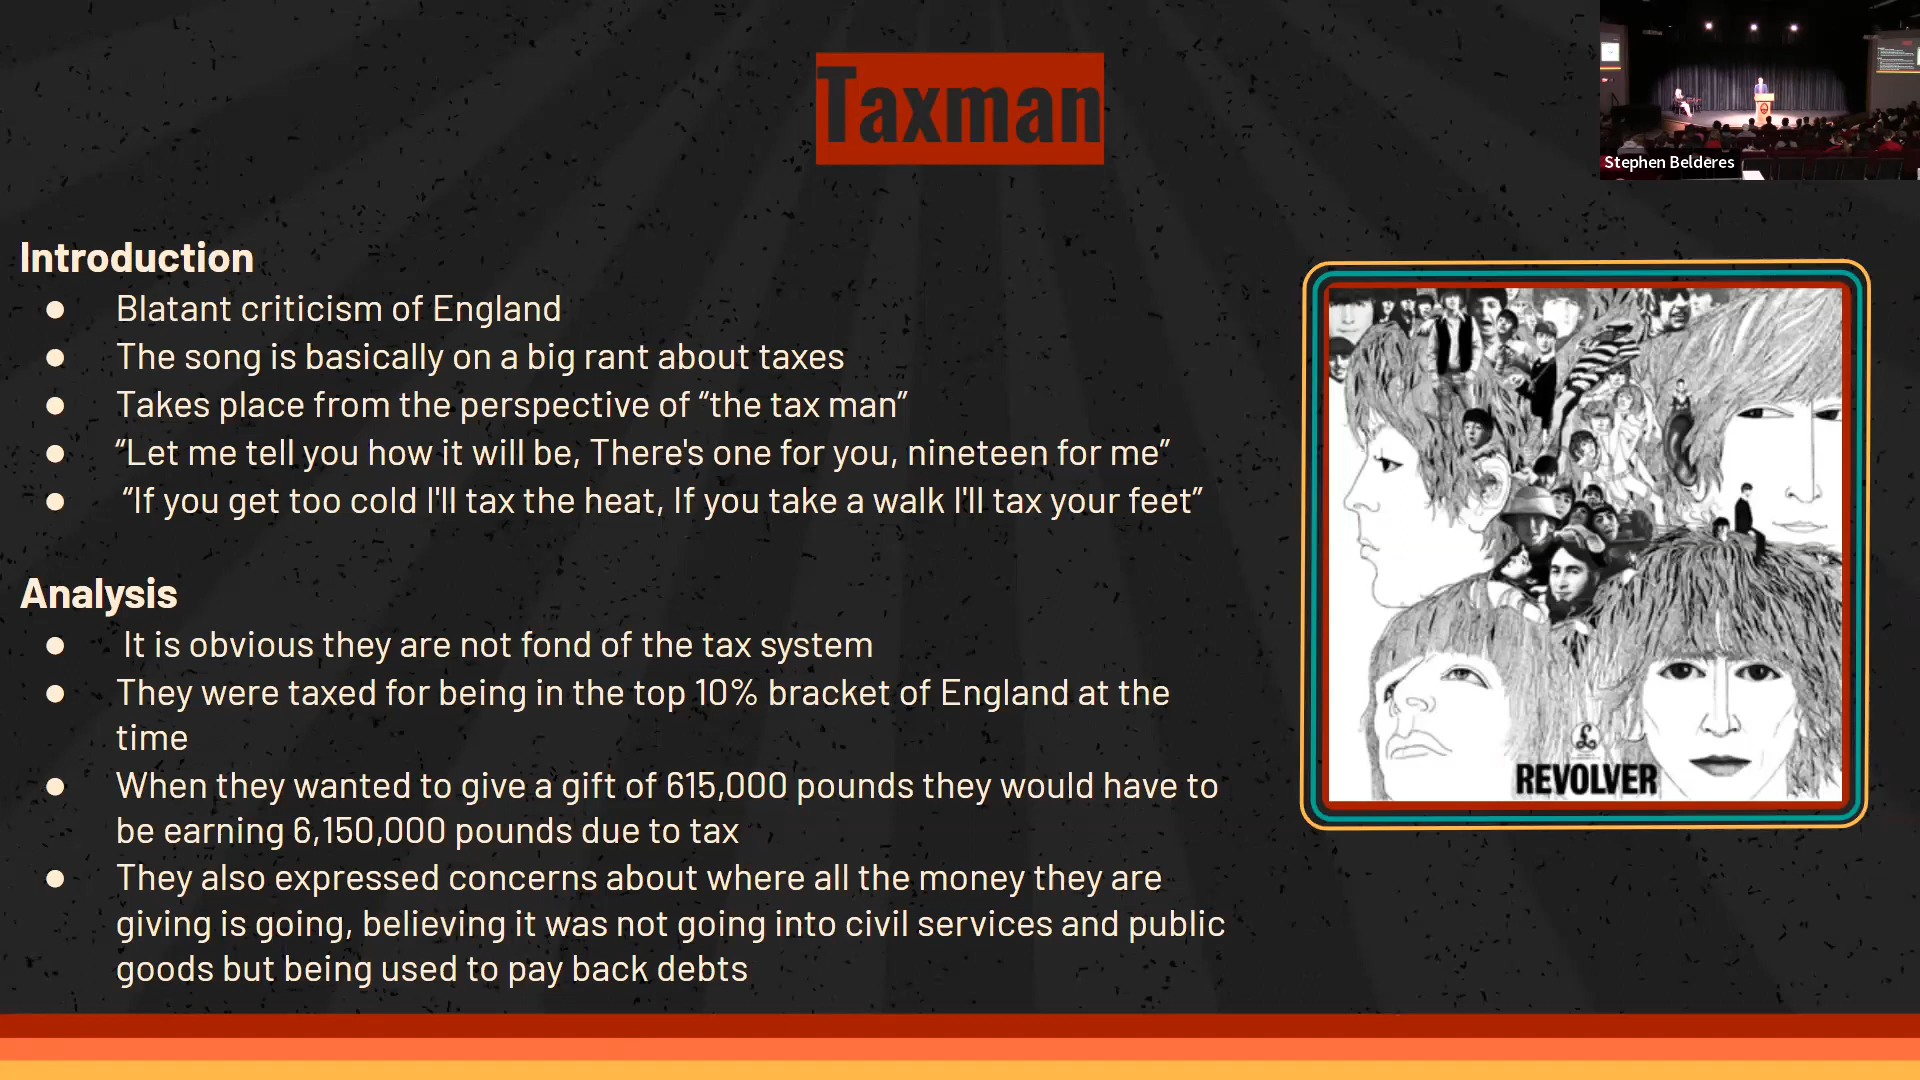 Taxman
Stephen Belderes
Introduction
● Blatant criticism of England
● The song is basically on a big rant about taxes
● Takes place from the perspective of “the tax man”
● “Let me tell you how it will be, There's one for you, nineteen for me”
● “If you get too cold I'll tax the heat, If you take a walk I'll tax your feet”
Analysis
● It is obvious they are not fond of the tax system
● They were taxed for being in the top 10% bracket of England at the
time
● When they wanted to give a gift of 615,000 pounds they would have to
be earning 6,150,000 pounds due to tax
● They also expressed concerns about where all the money they are
giving is going, believing it was not going into civil services and public
goods but being used to pay back debts
REVOLVER